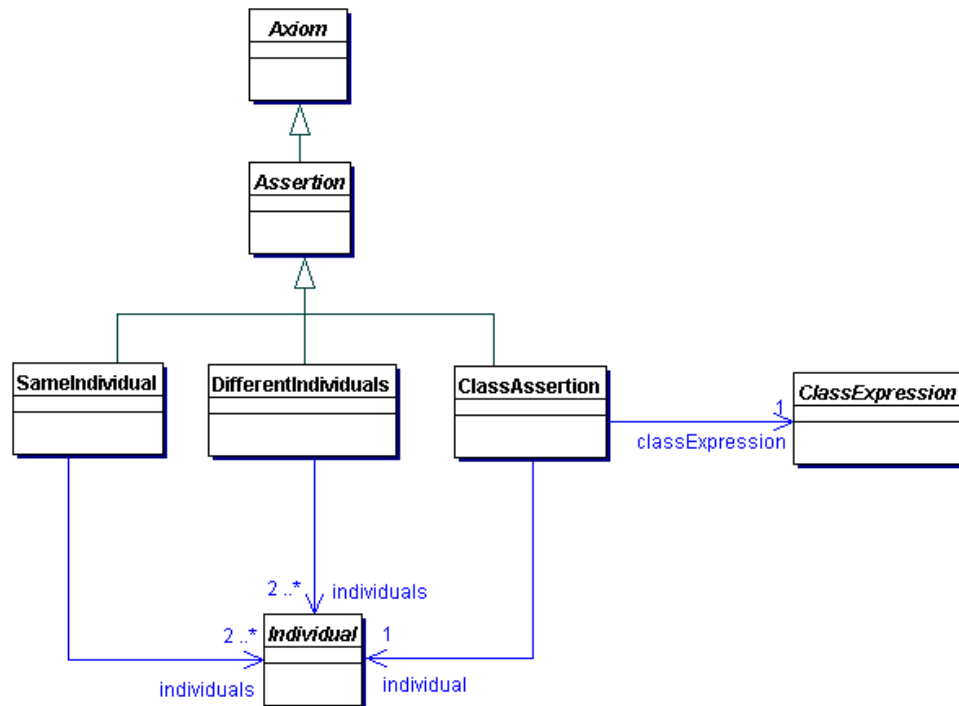 Axiom
Assertion
SameIndividual
DifferentIndividuals
ClassAssertion
ClassExpression
1
classExpression
2 ..*
individuals
2 ..*
Individual
1
individuals
individual